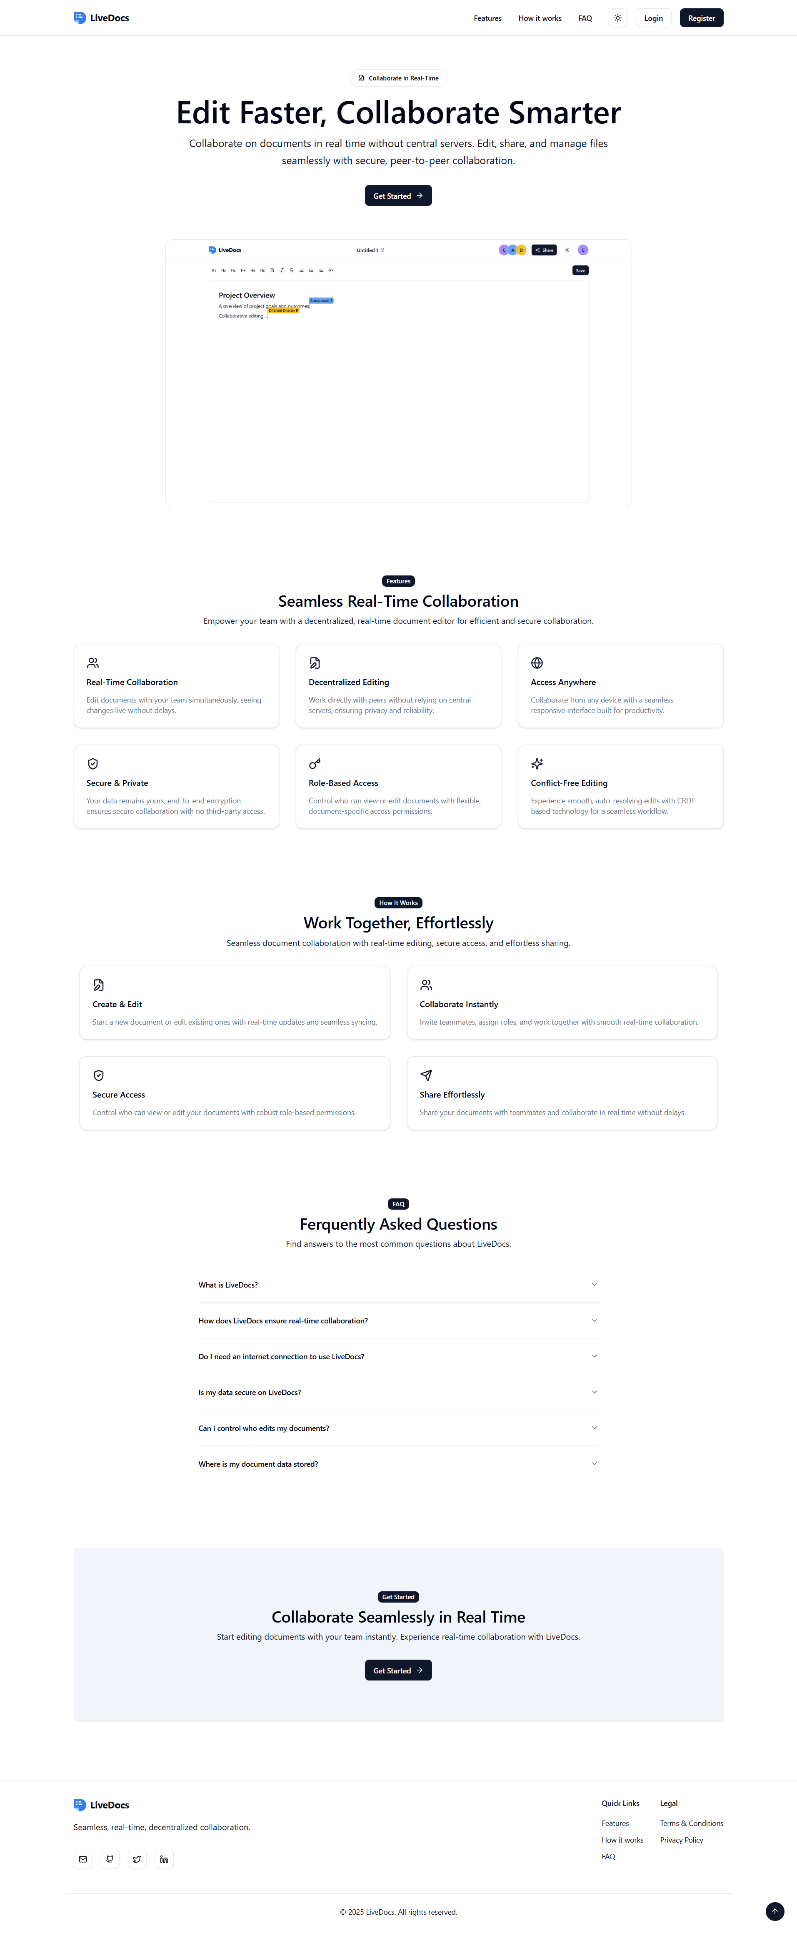 LiveDocs
Features How it works FAQ Login Register
Collaborate in Real-Time
Edit Faster, Collaborate Smarter
Collaborate on documents in real time without central servers. Edit, share, and manage files
seamlessly with secure, peer-to-peer collaboration.
Get Started
LiveDocs Untitled 1 Share
Save
Project Overview
A overview of project goals and outcomes
Collaborative editing...
Features
Seamless Real-Time Collaboration
Empower your team with a decentralized, real-time document editor for efficient and secure collaboration.
Real-Time Collaboration
Edit documents with your team simultaneously, seeing
changes live without delays.
Decentralized Editing
Work directly with peers without relying on central
servers, ensuring privacy and reliability.
Access Anywhere
Collaborate from any device with a seamless,
responsive interface built for productivity.
Secure & Private
Your data remains yours, end-to-end encryption
ensures secure collaboration with no third-party access.
Role-Based Access
Control who can view or edit documents with flexible,
document-specific access permissions.
Conflict-Free Editing
Experience smooth, auto-resolving edits with CRDT-
based technology for a seamless workflow.
How It Works
Work Together, Effortlessly
Seamless document collaboration with real-time editing, secure access, and effortless sharing.
Create & Edit
Start a new document or edit existing ones with real-time updates and seamless syncing.
Collaborate Instantly
Invite teammates, assign roles, and work together with smooth real-time collaboration.
Secure Access
Control who can view or edit your documents with robust role-based permissions.
Share Effortlessly
Share your documents with teammates and collaborate in real time without delays.
FAQ
Ferquently Asked Questions
Find answers to the most common questions about LiveDocs.
What is LiveDocs?
How does LiveDocs ensure real-time collaboration?
Do I need an internet connection to use LiveDocs?
Is my data secure on LiveDocs?
Can I control who edits my documents?
Where is my document data stored?
Get Started
Collaborate Seamlessly in Real Time
Start editing documents with your team instantly. Experience real-time collaboration with LiveDocs.
Get Started
LiveDocs
Seamless, real-time, decentralized collaboration.
Quick Links
Features
How it works
FAQ
Legal
Terms & Conditions
Privacy Policy
© 2025 LiveDocs. All rights reserved.